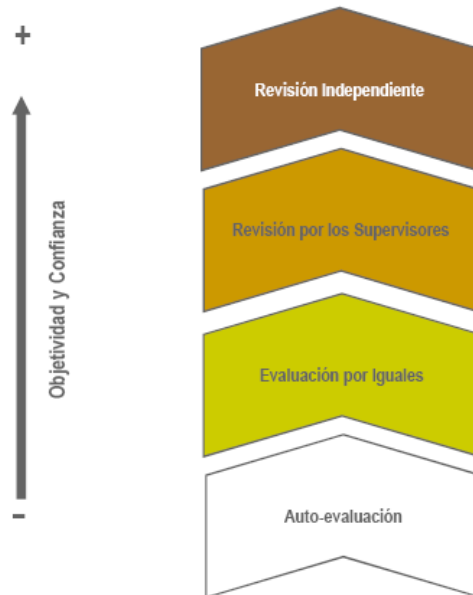 +
Objetividad y Confianza
-
Revisión Independiente
Revisión por los Supervisores
Evaluación por Iguales
Auto-evaluación